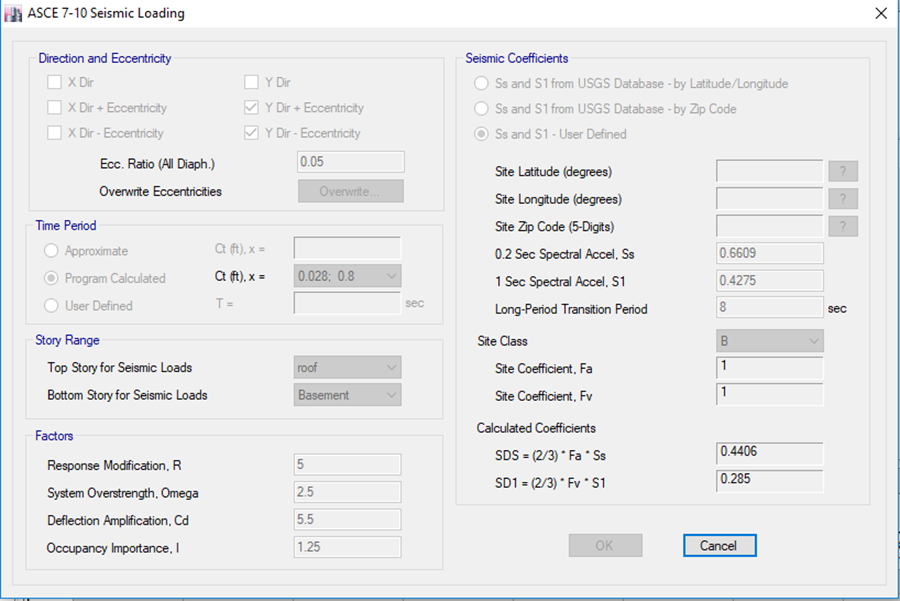 ASCE 7-10 Seismic Loading
Direction and Eccentricity
X Dir
Y Dir
X Dir + Eccentricity
Y Dir + Eccentricity
X Dir - Eccentricity
Y Dir - Eccentricity
Ecc. Ratio (All Diaph.)
0.05
Overwrite Eccentricities
Overwrite...
Time Period
Approximate
Ct (ft), x =
Program Calculated
Ct (ft), x =
0.028; 0.8
User Defined
T =
sec
Story Range
Top Story for Seismic Loads
roof
Bottom Story for Seismic Loads
Basement
Factors
Response Modification, R
5
System Overstrength, Omega
2.5
Deflection Amplification, Cd
5.5
Occupancy Importance, I
1.25
Seismic Coefficients
Ss and S1 from USGS Database - by Latitude/Longitude
Ss and S1 from USGS Database - by Zip Code
Ss and S1 - User Defined
Site Latitude (degrees)
?
Site Longitude (degrees)
?
Site Zip Code (5-Digits)
?
0.2 Sec Spectral Accel, Ss
0.6609
1 Sec Spectral Accel, S1
0.4275
Long-Period Transition Period
8
sec
Site Class
B
Site Coefficient, Fa
1
Site Coefficient, Fv
1
Calculated Coefficients
SDS = (2/3) * Fa * Ss
0.4406
SD1 = (2/3) * Fv * S1
0.285
OK
Cancel